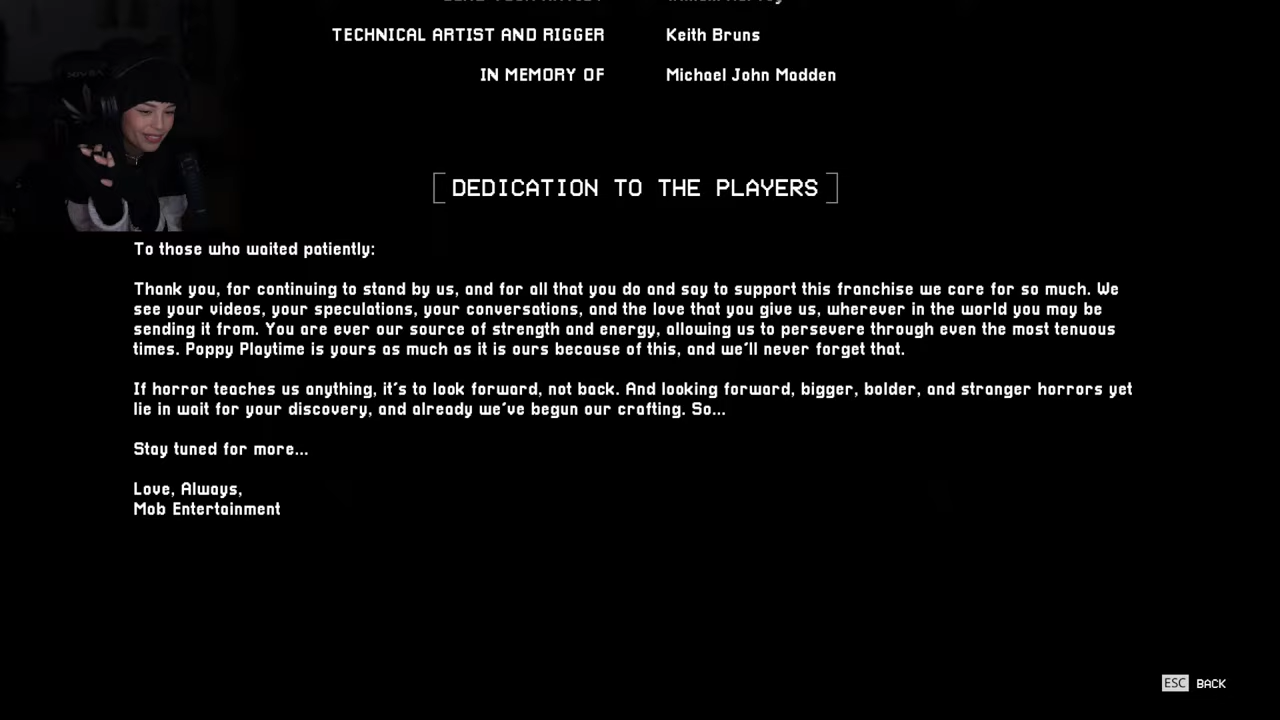 TECHNICAL ARTIST AND RIGGER Keith Bruns
IN MEMORY OF Michael John Madden
DEDICATION TO THE PLAYERS
To those who waited patiently:
Thank you, for continuing to stand by us, and for all that you do and say to support this franchise we care for so much. We
see your videos, your speculations, your conversations, and the love that you give us, wherever in the world you may be
sending it from. You are ever our source of strength and energy, allowing us to persevere through even the most tenuous
times. Poppy Playtime is yours as much as it is ours because of this, and we'll never forget that.
If horror teaches us anything, it's to look forward, not back. And looking forward, bigger, bolder, and stranger horrors yet
lie in wait for your discovery, and already we've begun our crafting. So...
Stay tuned for more...
Love, Always,
Mob Entertainment
ESC BACK